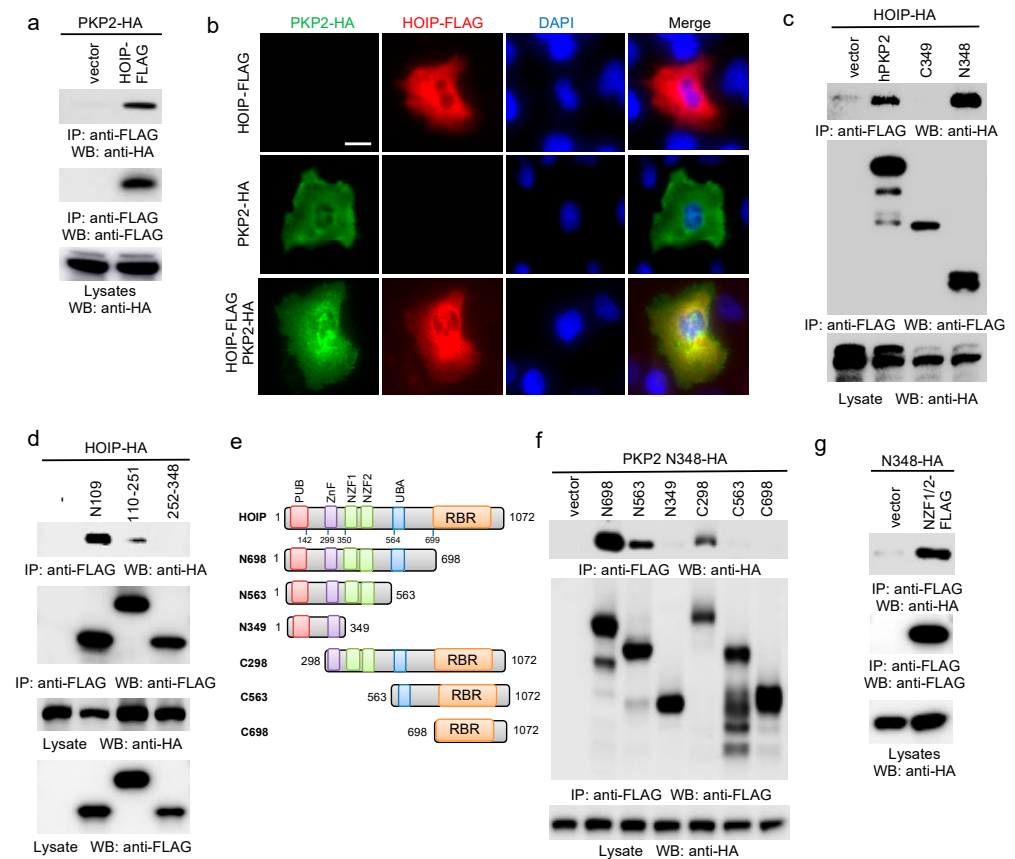 a
PKP2-HA
vector
HOIP-
FLAG
IP: anti-FLAG
WB: anti-HA
IP: anti-FLAG
WB: anti-FLAG
Lysates
WB: anti-HA
b
PKP2-HA HOIP-FLAG DAPI Merge
HOIP-FLAG
PKP2-HA
HOIP-FLAG
PKP2-HA
c
HOIP-HA
vector hPKP2 C349 N348
IP: anti-FLAG WB: anti-HA
IP: anti-FLAG WB: anti-FLAG
Lysate WB: anti-HA
d
HOIP-HA
- N109 110-251 252-348
IP: anti-FLAG WB: anti-HA
IP: anti-FLAG WB: anti-FLAG
Lysate WB: anti-HA
Lysate WB: anti-FLAG
e
PUB ZnF NZF1 NZF2 UBA
HOIP 1 RBR 1072
142 299 350 564 699
N698 1 698
N563 1 563
N349 1 349
C298 298 RBR 1072
C563 563 RBR 1072
C698 698 RBR 1072
f
PKP2 N348-HA
vector N698 N563 N349 C298 C563 C698
IP: anti-FLAG WB: anti-HA
IP: anti-FLAG WB: anti-FLAG
Lysate WB: anti-HA
g
N348-HA
vector
NZF1/2-
FLAG
IP: anti-FLAG
WB: anti-HA
IP: anti-FLAG
WB: anti-FLAG
Lysates
WB: anti-HA